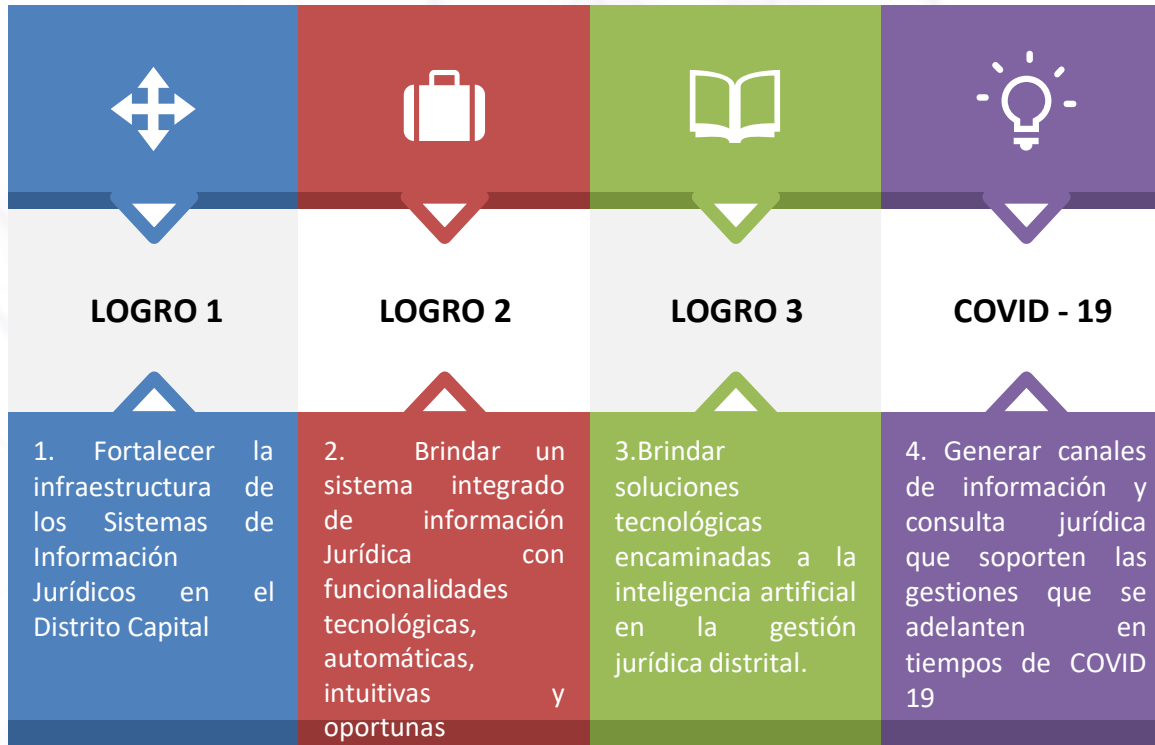 LOGRO 1
LOGRO 2
LOGRO 3
COVID - 19
1. Fortalecer la
infraestructura de
los Sistemas de
Información
Jurídicos en el
Distrito Capital
2. Brindar un
sistema integrado
de información
Jurídica con
funcionalidades
tecnológicas,
automáticas,
intuitivas y
oportunas
3.Brindar
soluciones
tecnológicas
encaminadas a la
inteligencia artificial
en la gestión
jurídica distrital.
4. Generar canales
de información y
consulta jurídica
que soporten las
gestiones que se
adelanten en
tiempos de COVID
19